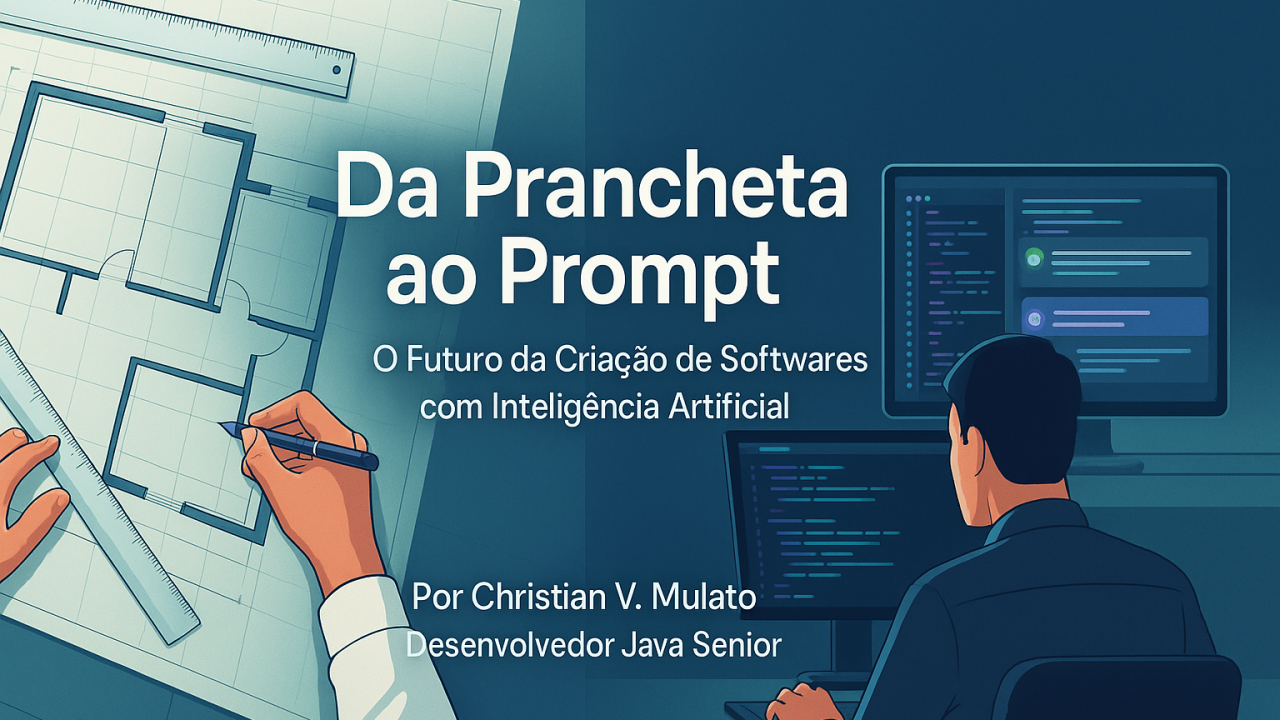 Da Prancheta
ao Prompt
O Futuro da Criação de Softwares
com Inteligência Artificial
Por Christian V. Mulato
Desenvolvedor Java Senior